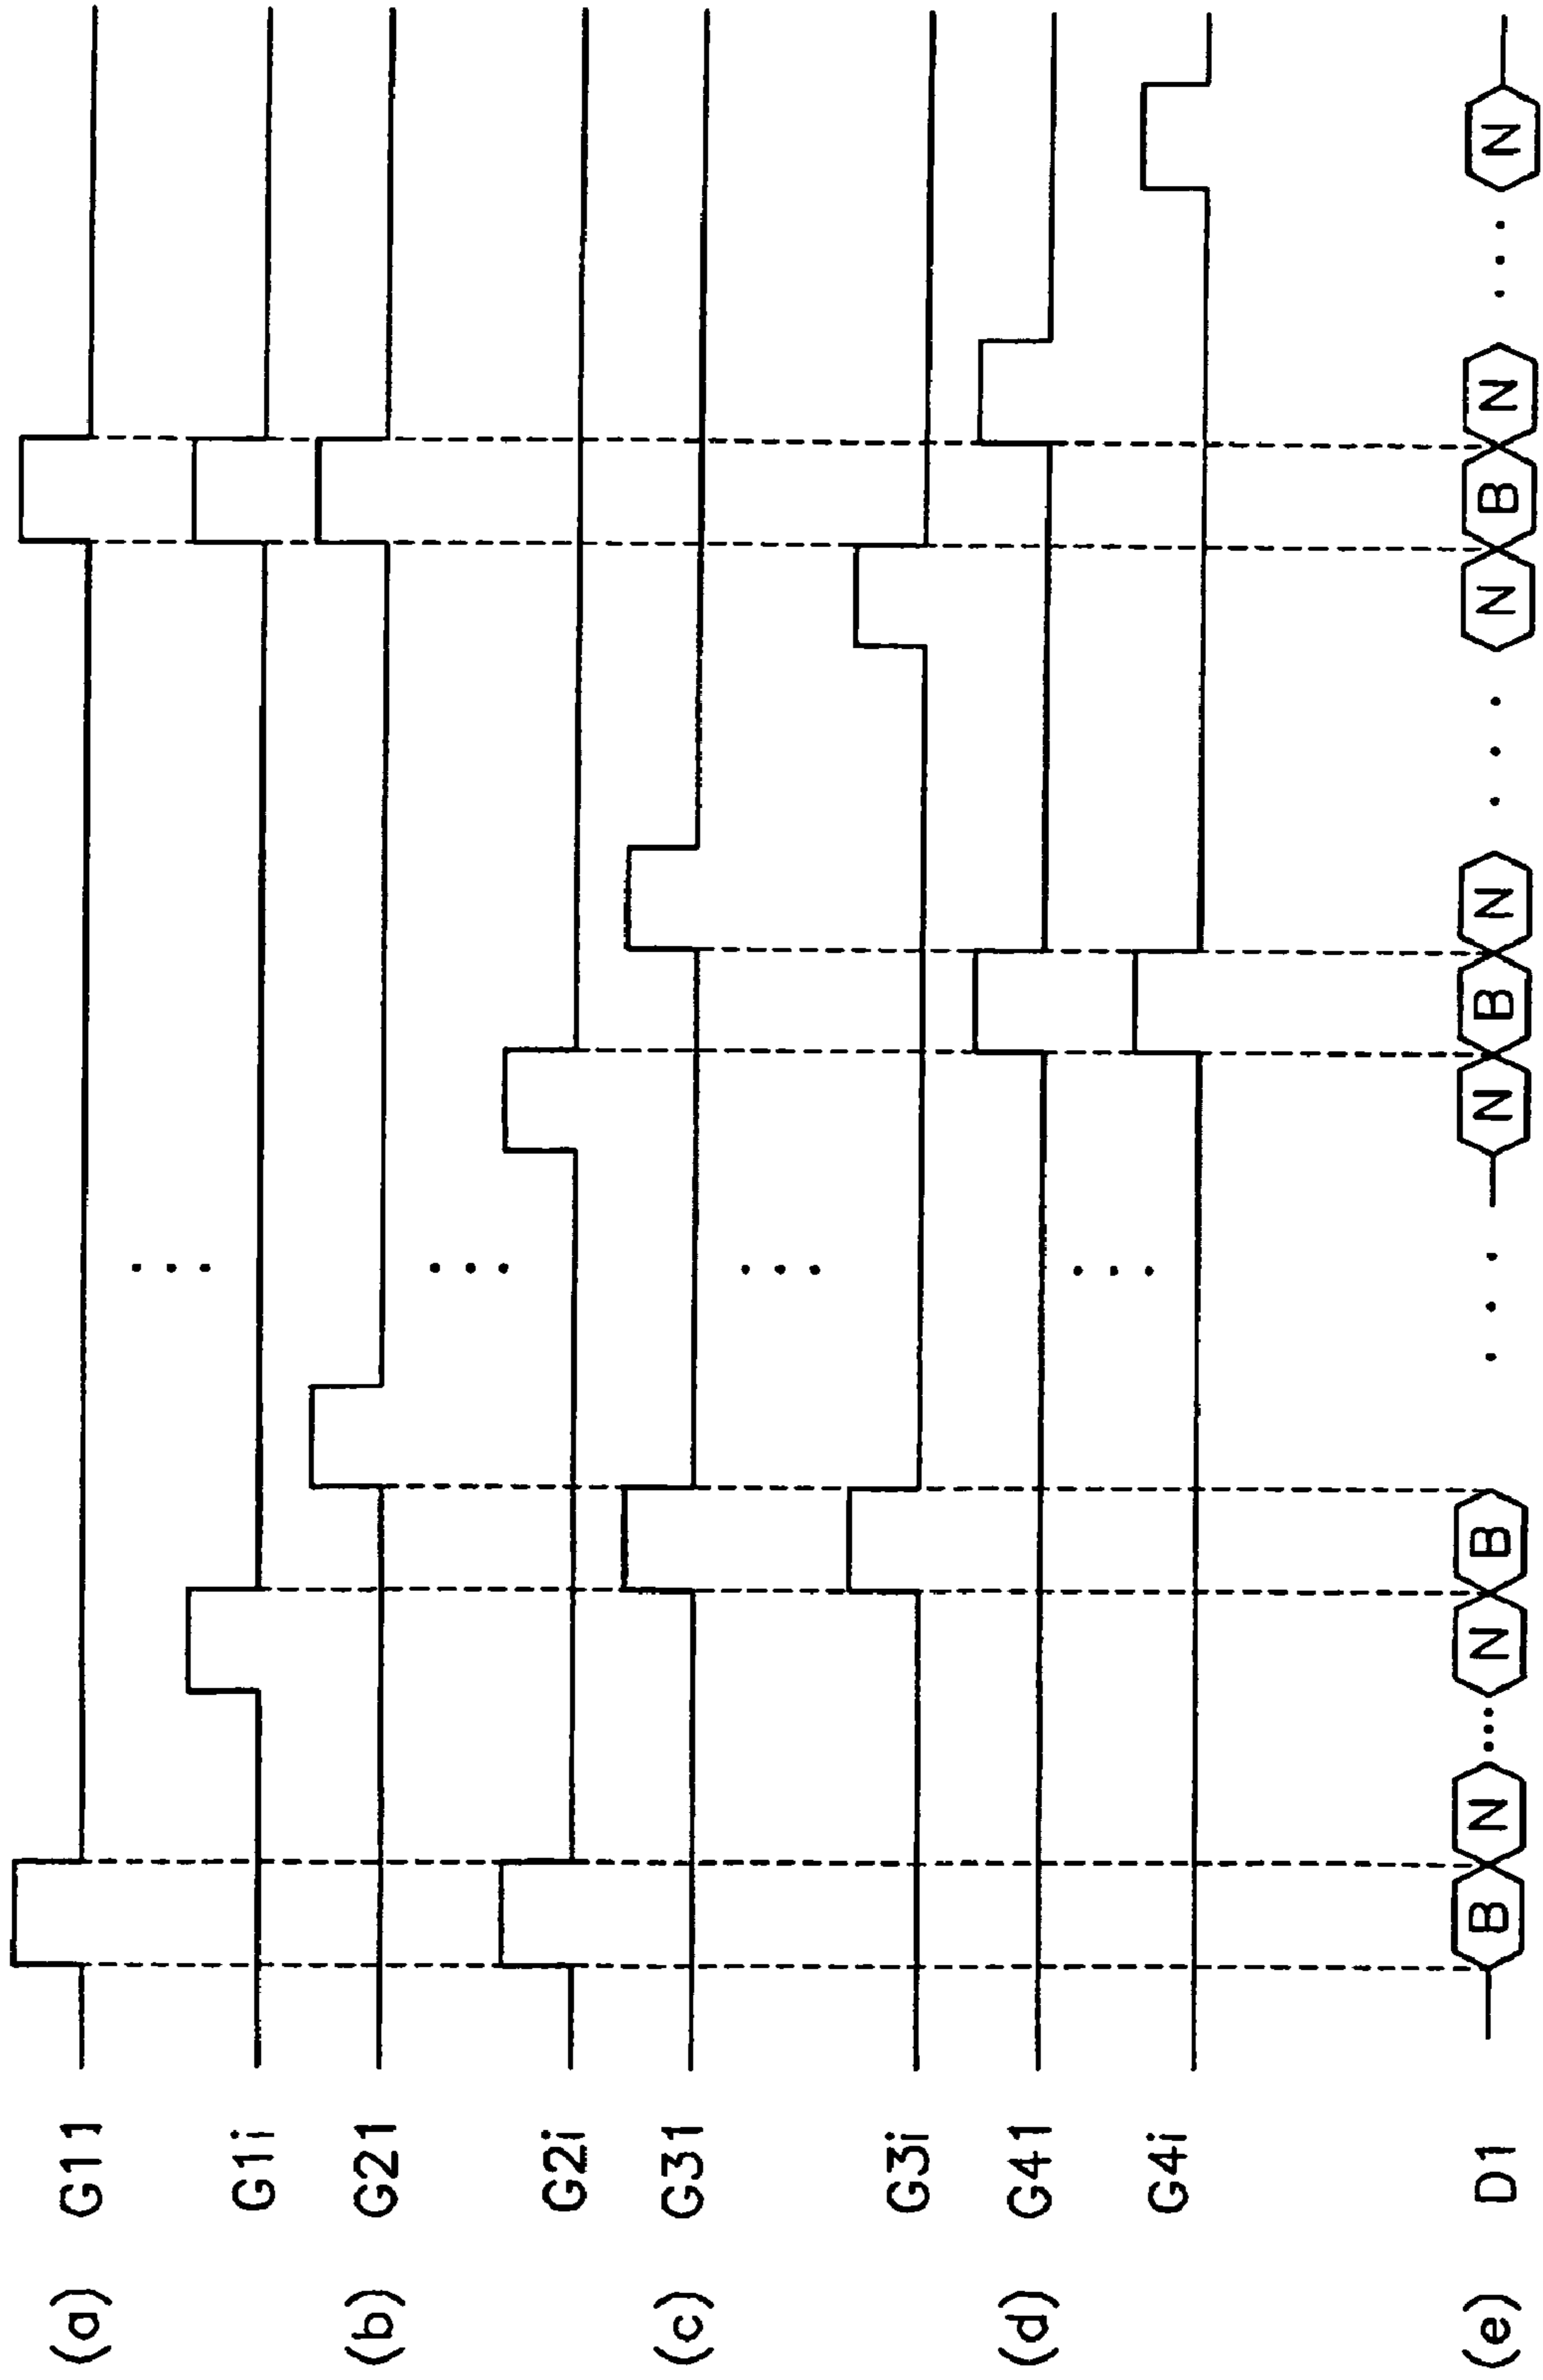 (a) G11
G1i
(b) G21
G2i
(c) G31
G3i
(d) G41
G4i
(e) D1 B N N B N B N N B N N